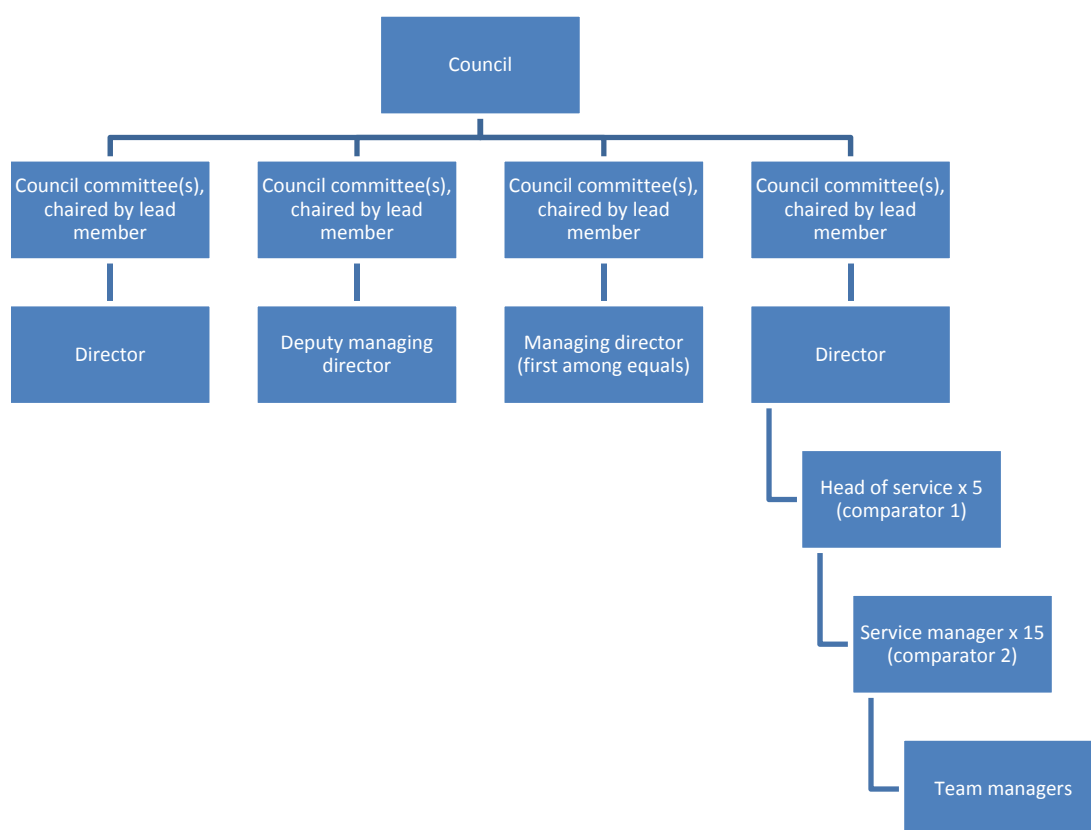 Council
Council committee(s),
chaired by lead
member
Council committee(s),
chaired by lead
member
Council committee(s),
chaired by lead
member
Council committee(s),
chaired by lead
member
Director
Deputy managing
director
Managing director
(first among equals)
Director
Head of service x 5
(comparator 1)
Service manager x 15
(comparator 2)
Team managers